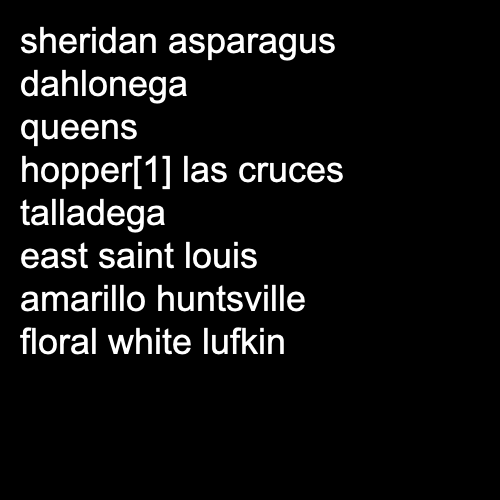 sheridan asparagus
dahlonega
queens
hopper[1] las cruces
talladega
east saint louis
amarillo huntsville
floral white lufkin